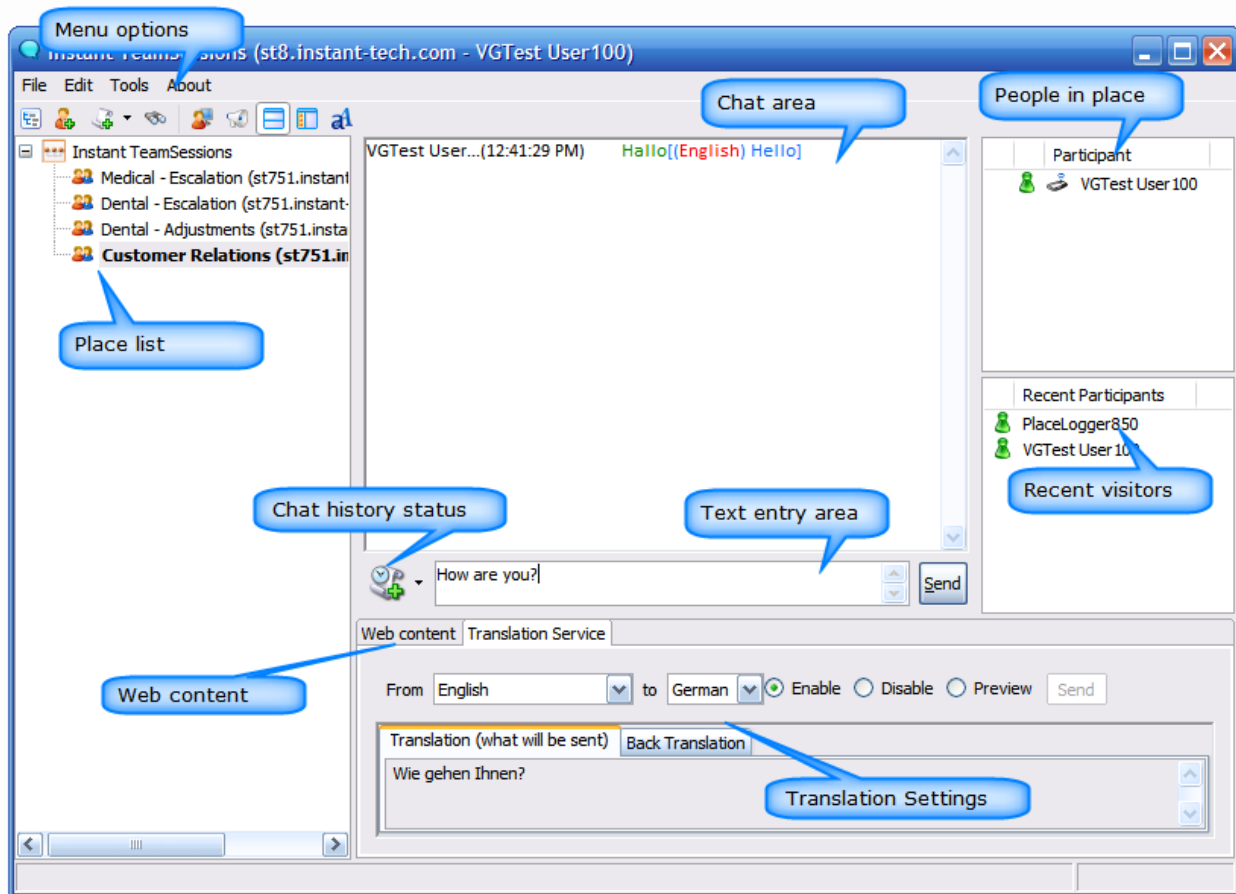 Menu options
Instant TeamSessions (st8.instant-tech.com - VGTest User100)
File Edit Tools About
Chat area
People in place
Instant TeamSessions
Medical - Escalation (st751.instant
Dental - Escalation (st751.instant-
Dental - Adjustments (st751.insta
Customer Relations (st751.in
Place list
VGTest User...(12:41:29 PM) Hallo[(English) Hello]
Participant
VGTest User100
Recent Participants
PlaceLogger850
VGTest User100
Recent visitors
Chat history status
Text entry area
How are you?
Send
Web content Translation Service
Web content
From English to German Enable Disable Preview Send
Translation (what will be sent) Back Translation
Wie gehen Ihnen?
Translation Settings